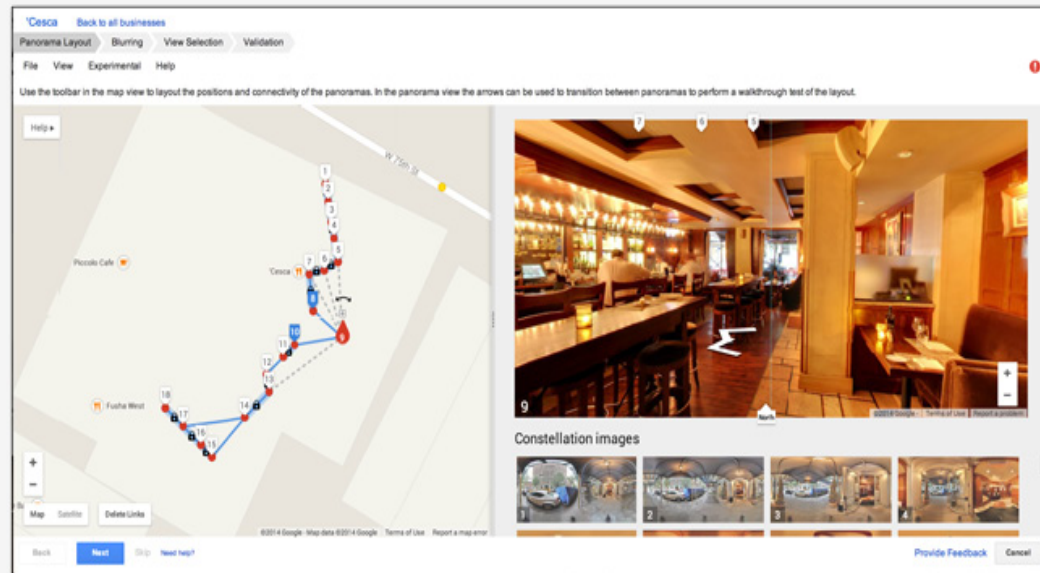 'Cesca Back to all businesses
Panorama Layout Blurring View Selection Validation
File View Experimental Help
Use the toolbar in the map view to layout the positions and connectivity of the panoramas. In the panorama view the arrows can be used to transition between panoramas to perform a walkthrough test of the layout.
Help
W 75th St
1
2
3
4
5
6
7
'Cesca
8
Piccolo Cafe
9
10
11
12
13
18
Fusha West
14
17
16
15
+
−
Map Satellite Delete Links
©2014 Google - Map data ©2014 Google Terms of Use Report a map error
7 6 5
+
−
9
©2014 Google Terms of Use Report a problem
North
Constellation images
1 2 3 4
Back Next Skip Need help? Provide Feedback Cancel